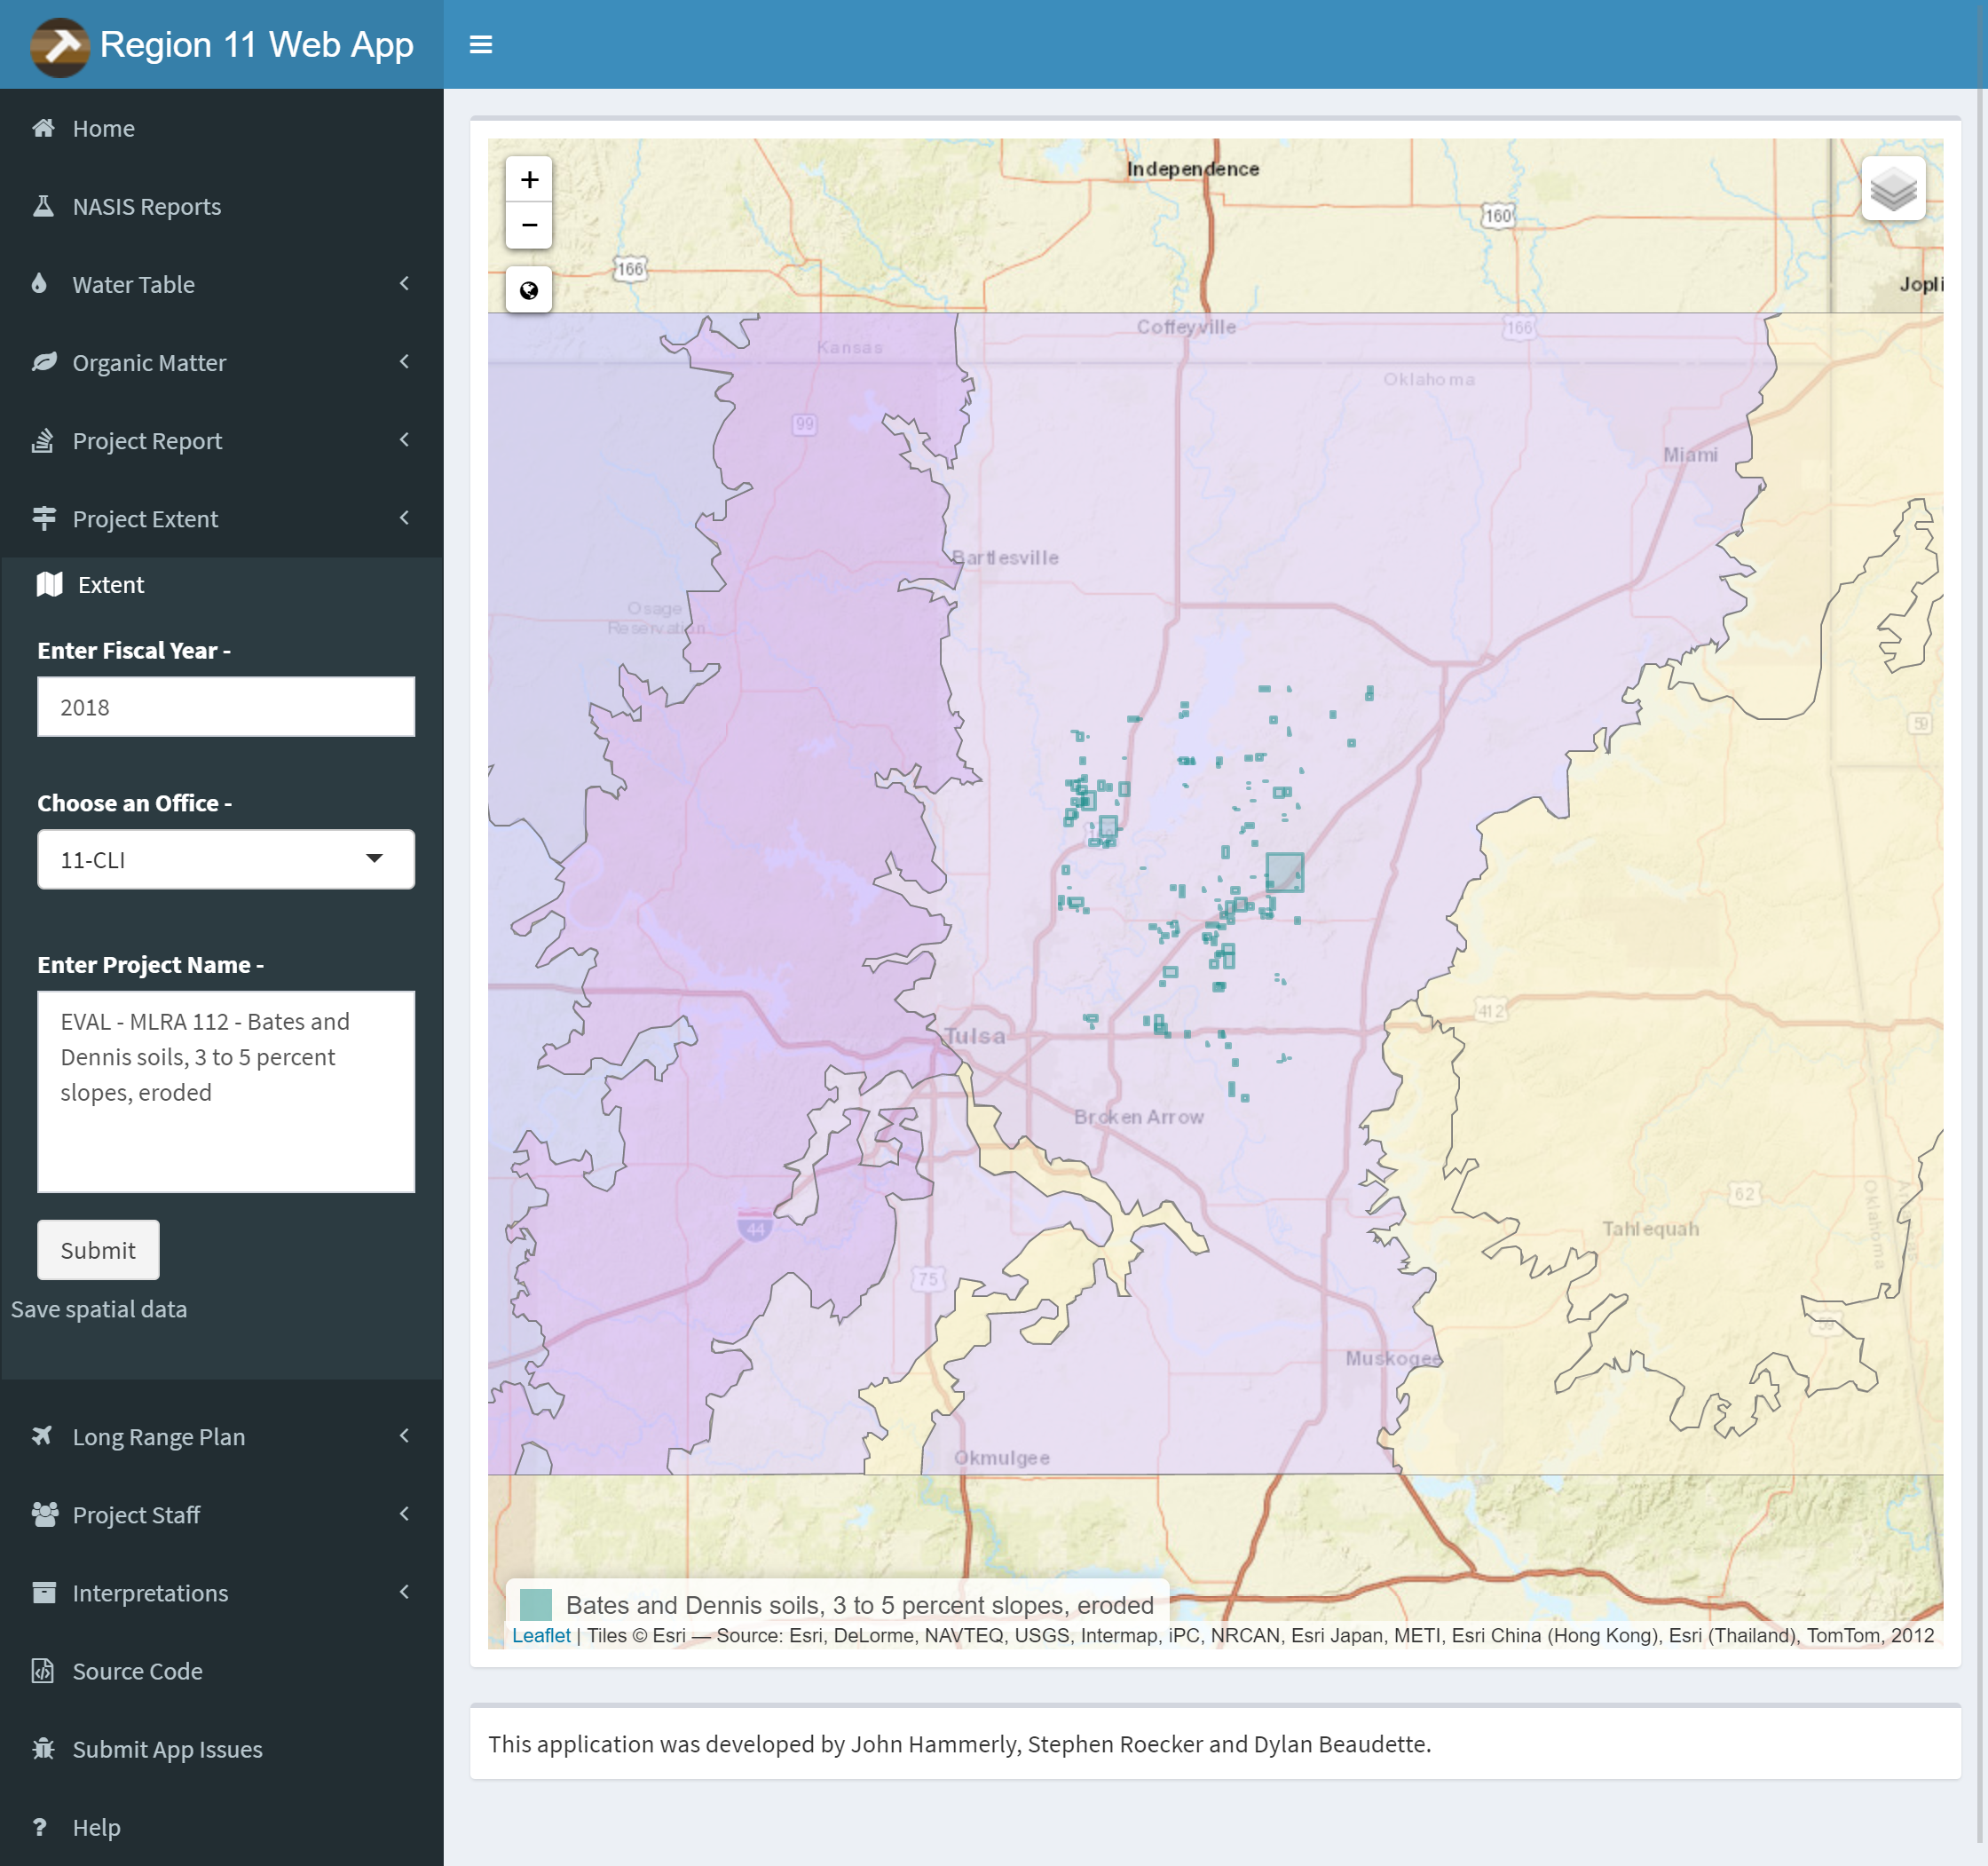 Region 11 Web App
Home
NASIS Reports
Water Table
Organic Matter
Project Report
Project Extent
Extent
Enter Fiscal Year -
2018
Choose an Office -
11-CLI
Enter Project Name -
EVAL - MLRA 112 - Bates and
Dennis soils, 3 to 5 percent
slopes, eroded
Submit
Save spatial data
Long Range Plan
Project Staff
Interpretations
Source Code
Submit App Issues
Help
+
−
Independence
160
166
Jopli
Coffeyville
166
Kansas
Oklahoma
99
Miami
Bartlesville
Osage
Reservation
59
412
Tulsa
Broken Arrow
62
Tahlequah
Oklahoma
Arkansas
44
75
59
Muskogee
Okmulgee
Bates and Dennis soils, 3 to 5 percent slopes, eroded
Leaflet | Tiles © Esri — Source: Esri, DeLorme, NAVTEQ, USGS, Intermap, iPC, NRCAN, Esri Japan, METI, Esri China (Hong Kong), Esri (Thailand), TomTom, 2012
This application was developed by John Hammerly, Stephen Roecker and Dylan Beaudette.